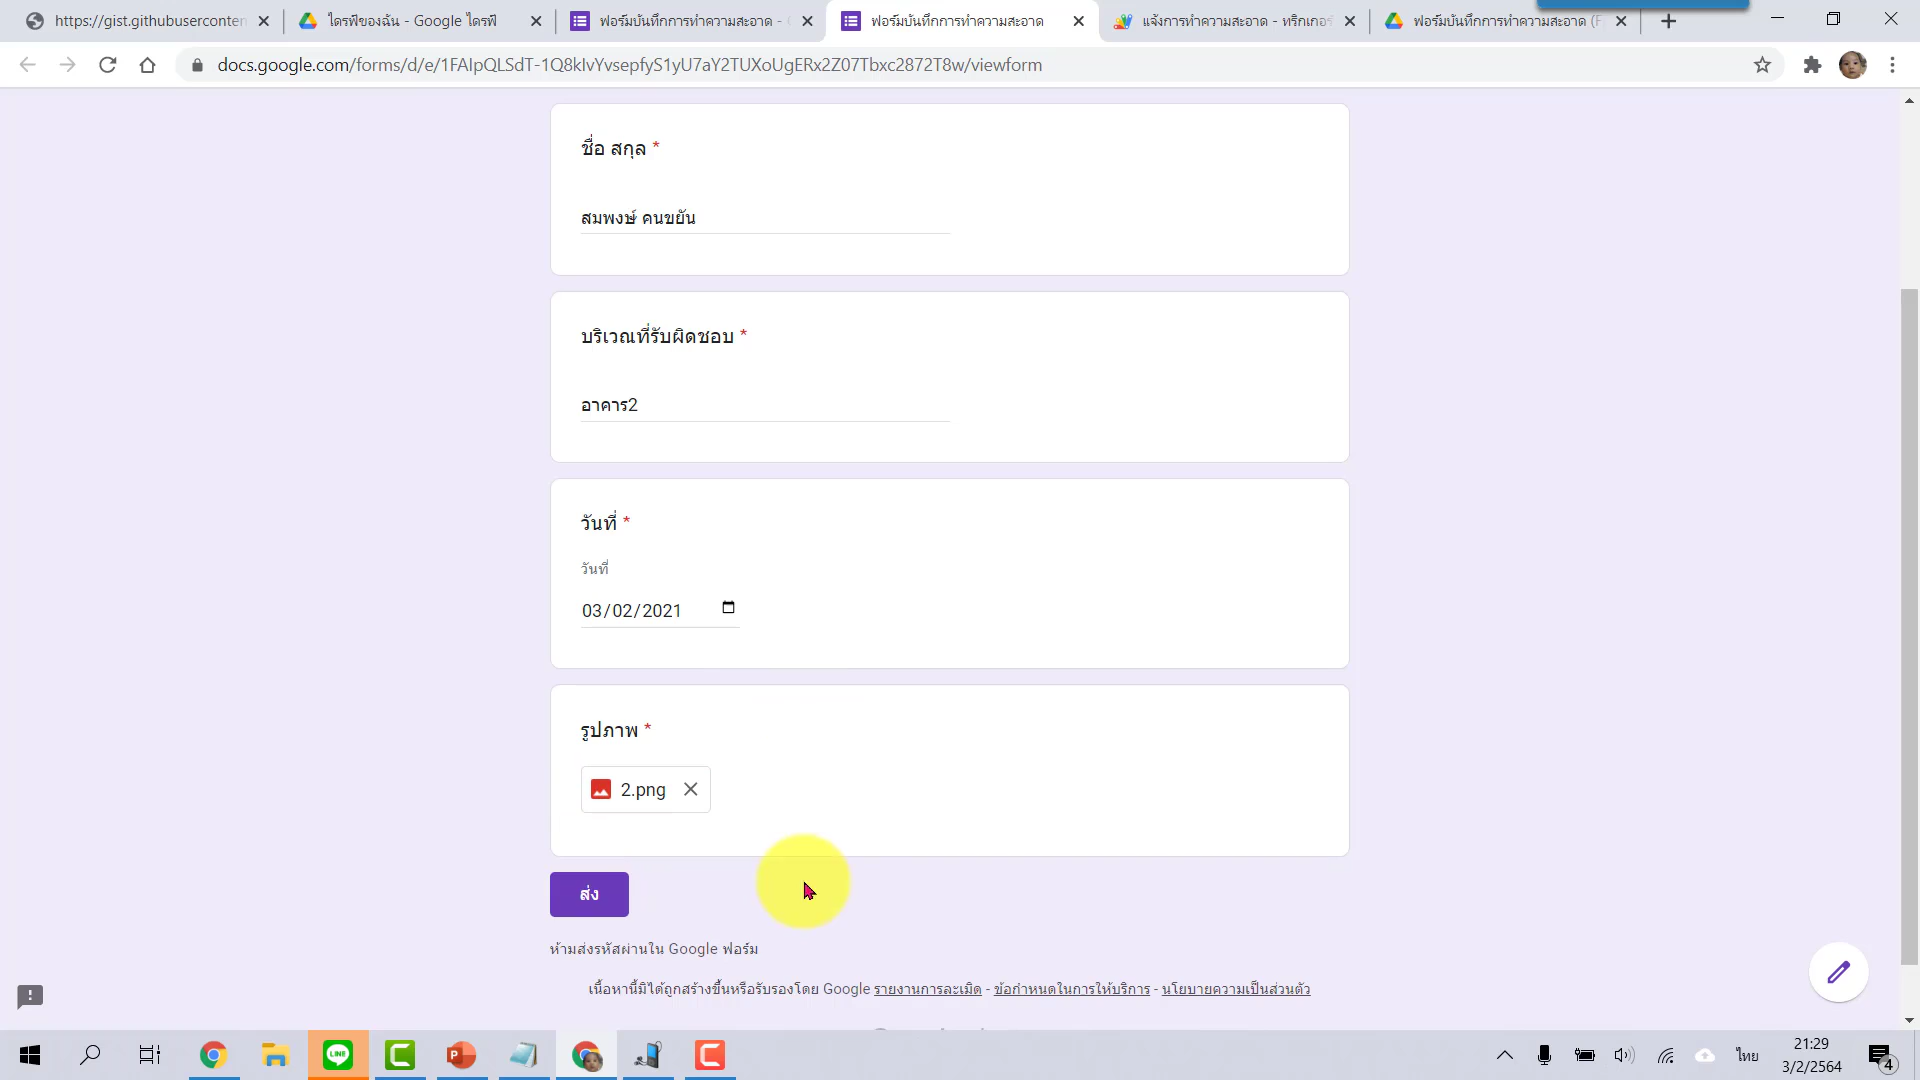 https://gist.githubusercontent
ไดรฟ์ของฉัน - Google ไดรฟ์
ฟอร์มบันทึกการทำความสะอาด -
ฟอร์มบันทึกการทำความสะอาด
แจ้งการทำความสะอาด - ทริกเกอร์
ฟอร์มบันทึกการทำความสะอาด (F
docs.google.com/forms/d/e/1FAIpQLSdT-1Q8kIvYvsepfyS1yU7aY2TUXoUgERx2Z07Tbxc2872T8w/viewform
ชื่อ สกุล *
สมพงษ์ คนขยัน
บริเวณที่รับผิดชอบ *
อาคาร2
วันที่ *
วันที่
03/02/2021
รูปภาพ *
2.png
ส่ง
ห้ามส่งรหัสผ่านใน Google ฟอร์ม
เนื้อหานี้มิได้ถูกสร้างขึ้นหรือรับรองโดย Google รายงานการละเมิด - ข้อกำหนดในการให้บริการ - นโยบายความเป็นส่วนตัว
LINE
ไทย
21:29
3/2/2564
4